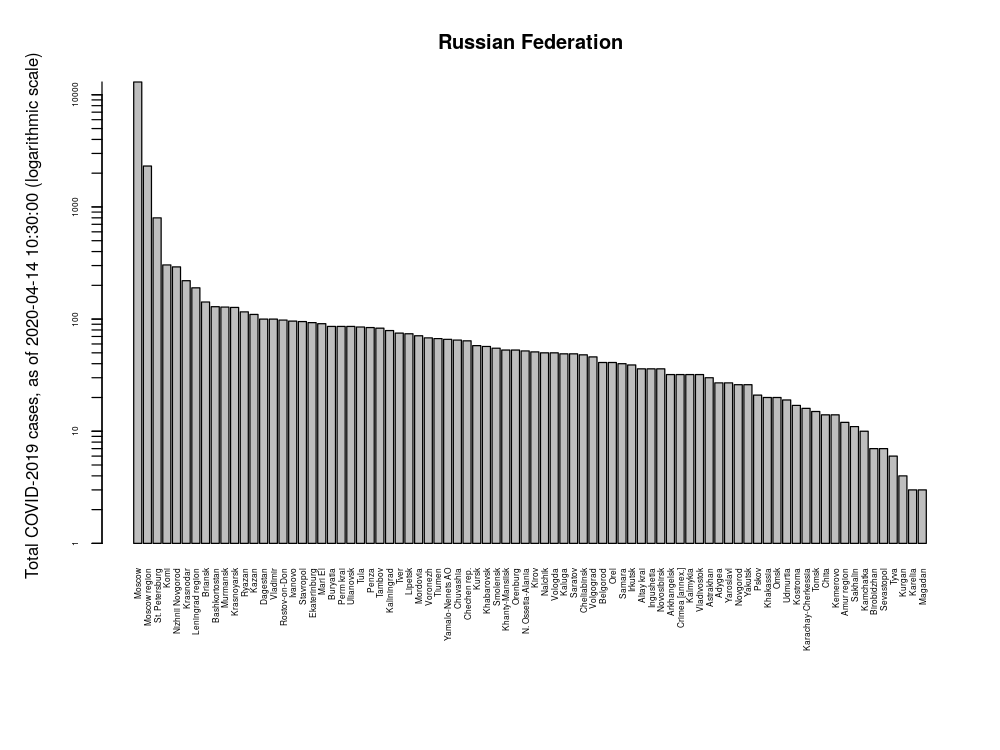 Russian Federation
Total COVID-2019 cases, as of 2020-04-14 10:30:00 (logarithmic scale)
10000
1000
100
10
1
Moscow
Moscow region
St. Petersburg
Komi
Nizhnii Novgorod
Krasnodar
Leningrad region
Briansk
Bashkortostan
Murmansk
Krasnoyarsk
Ryazan
Kazan
Dagestan
Vladimir
Rostov-on-Don
Ivanovo
Stavropol
Ekatenburg
Mari El
Buryatia
Perm krai
Ulianovsk
Tula
Penza
Tambov
Kaliningrad
Tver
Lipetsk
Mordovia
Voronezh
Tiumen
Yamalo-Nenets AO
Chuvashia
Chechen rep.
Kursk
Khabarovsk
Smolensk
Khanty-Mansiisk
Orenburg
N.Ossetia-Alania
Kirov
Nalchik
Vologda
Kaluga
Saratov
Cheliabinsk
Volgograd
Belgorod
Orel
Samara
Irkutsk
Altay krai
Ingushetia
Novosibirsk
Arkhangelsk
Crimea [annex.]
Kalmykia
Vladivostok
Astrakhan
Adygea
Yaroslavl
Novgorod
Yakutsk
Pskov
Khakassia
Omsk
Udmurtia
Kostroma
Karachay-Cherkessia
Tomsk
Chita
Kemerovo
Amur region
Sakhalin
Kamchatka
Birobidzhan
Sevastopol
Tyva
Kurgan
Karelia
Magadan